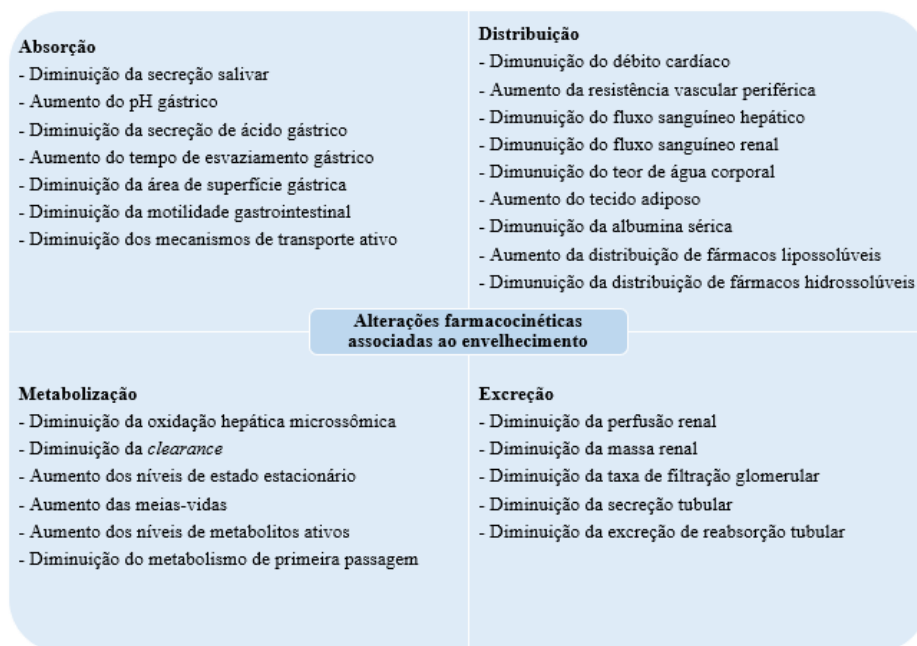 Absorção
- Diminuição da secreção salivar
- Aumento do pH gástrico
- Diminuição da secreção de ácido gástrico
- Aumento do tempo de esvaziamento gástrico
- Diminuição da área de superfície gástrica
- Diminuição da motilidade gastrointestinal
- Diminuição dos mecanismos de transporte ativo
Distribuição
- Dimunuição do débito cardíaco
- Aumento da resistência vascular periférica
- Dimunuição do fluxo sanguíneo hepático
- Dimunuição do fluxo sanguíneo renal
- Dimunuição do teor de água corporal
- Aumento do tecido adiposo
- Dimunuição da albumina sérica
- Aumento da distribuição de fármacos lipossolúveis
- Dimunuição da distribuição de fármacos hidrossolúveis
Alterações farmacocinéticas
associadas ao envelhecimento
Metabolização
- Diminuição da oxidação hepática microssômica
- Diminuição da clearance
- Aumento dos níveis de estado estacionário
- Aumento das meias-vidas
- Aumento dos níveis de metabolitos ativos
- Diminuição do metabolismo de primeira passagem
Excreção
- Diminuição da perfusão renal
- Diminuição da massa renal
- Diminuição da taxa de filtração glomerular
- Diminuição da secreção tubular
- Diminuição da excreção de reabsorção tubular